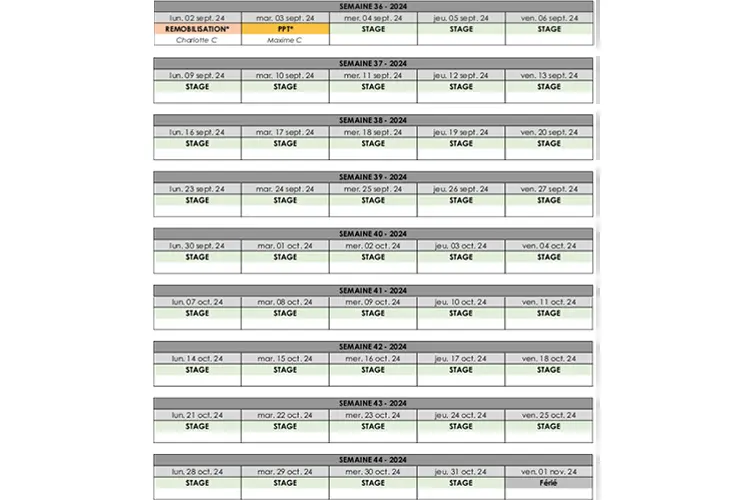 SEMAINE 36 - 2024
lun. 02 sept. 24 mar. 03 sept. 24 mer. 04 sept. 24 jeu. 05 sept. 24 ven. 06 sept. 24
REMOBILISATION* PPT* STAGE STAGE STAGE
Charlotte C Maxime C
SEMAINE 37 - 2024
lun. 09 sept. 24 mar. 10 sept. 24 mer. 11 sept. 24 jeu. 12 sept. 24 ven. 13 sept. 24
STAGE STAGE STAGE STAGE STAGE
SEMAINE 38 - 2024
lun. 16 sept. 24 mar. 17 sept. 24 mer. 18 sept. 24 jeu. 19 sept. 24 ven. 20 sept. 24
STAGE STAGE STAGE STAGE STAGE
SEMAINE 39 - 2024
lun. 23 sept. 24 mar. 24 sept. 24 mer. 25 sept. 24 jeu. 26 sept. 24 ven. 27 sept. 24
STAGE STAGE STAGE STAGE STAGE
SEMAINE 40 - 2024
lun. 30 sept. 24 mar. 01 oct. 24 mer. 02 oct. 24 jeu. 03 oct. 24 ven. 04 oct. 24
STAGE STAGE STAGE STAGE STAGE
SEMAINE 41 - 2024
lun. 07 oct. 24 mar. 08 oct. 24 mer. 09 oct. 24 jeu. 10 oct. 24 ven. 11 oct. 24
STAGE STAGE STAGE STAGE STAGE
SEMAINE 42 - 2024
lun. 14 oct. 24 mar. 15 oct. 24 mer. 16 oct. 24 jeu. 17 oct. 24 ven. 18 oct. 24
STAGE STAGE STAGE STAGE STAGE
SEMAINE 43 - 2024
lun. 21 oct. 24 mar. 22 oct. 24 mer. 23 oct. 24 jeu. 24 oct. 24 ven. 25 oct. 24
STAGE STAGE STAGE STAGE STAGE
SEMAINE 44 - 2024
lun. 28 oct. 24 mar. 29 oct. 24 mer. 30 oct. 24 jeu. 31 oct. 24 ven. 01 nov. 24
STAGE STAGE STAGE STAGE Férié